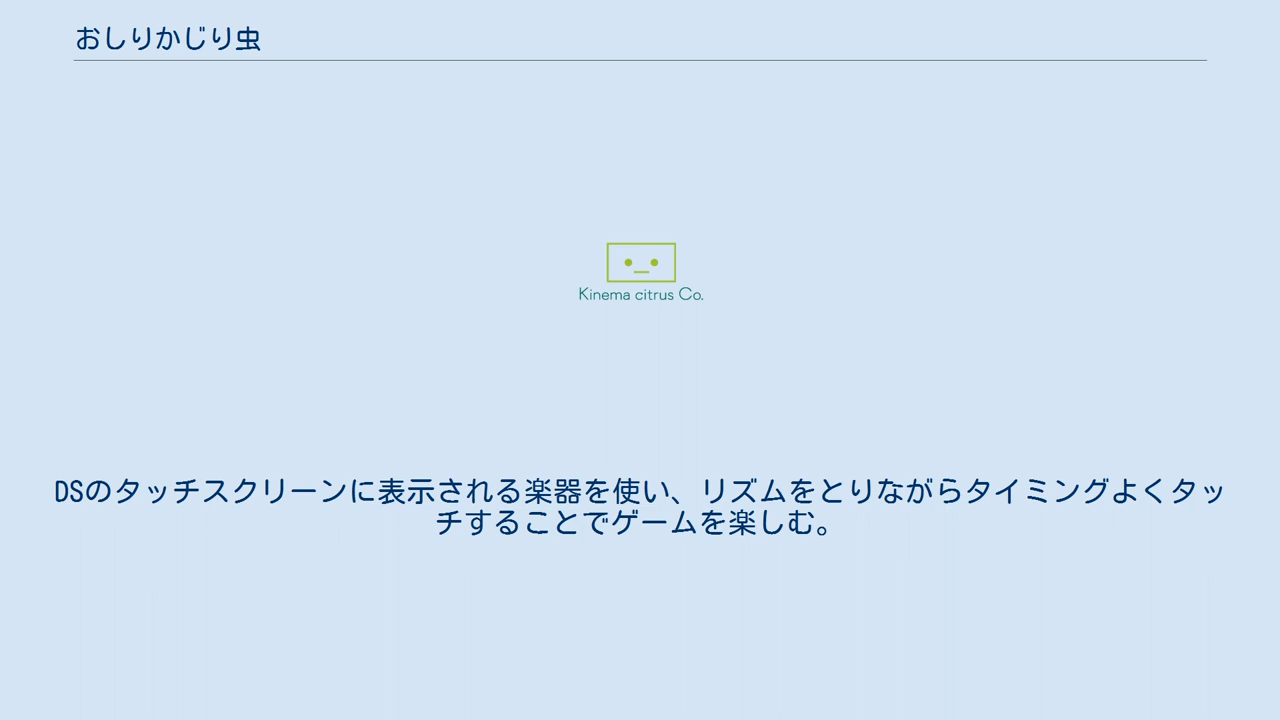 おしりかじり虫
Kinema citrus Co.
DSのタッチスクリーンに表示される楽器を使い、リズムをとりながらタイミングよくタッ
チすることでゲームを楽しむ。